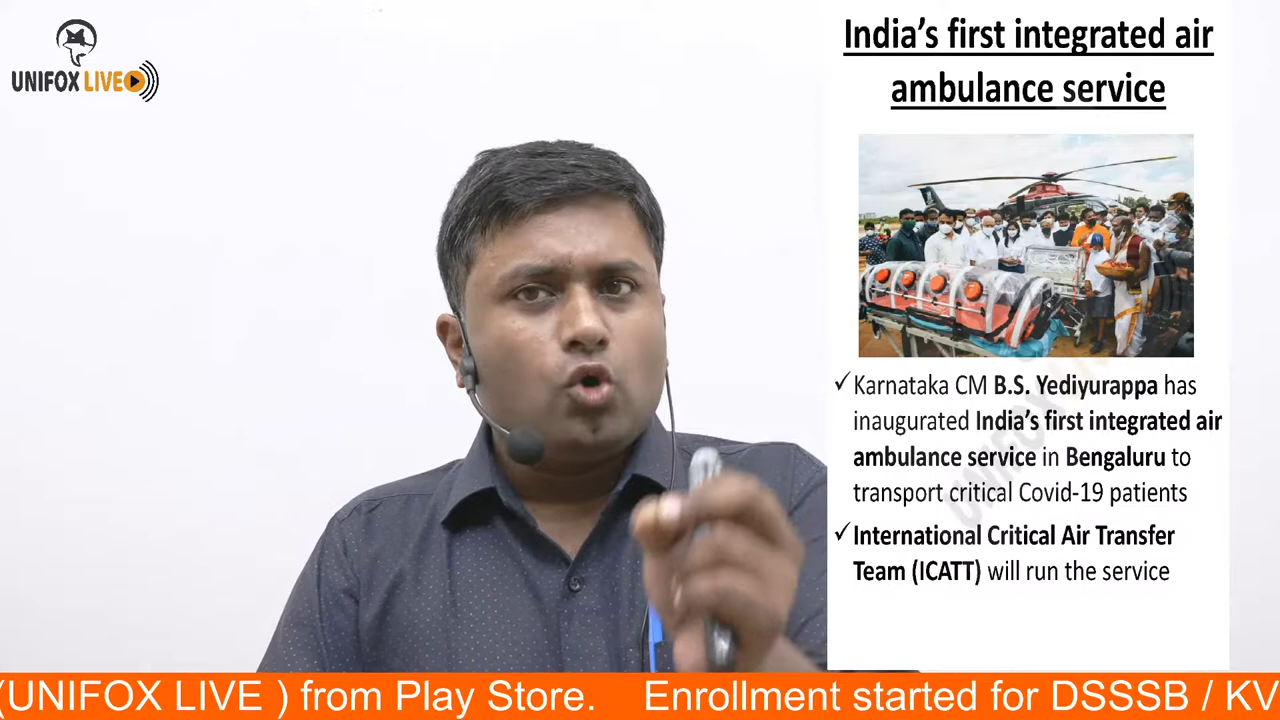 UNIFOX LIVE
India's first integrated air
ambulance service
✓Karnataka CM B.S. Yediyurappa has
inaugurated India's first integrated air
ambulance service in Bengaluru to
transport critical Covid-19 patients
✓International Critical Air Transfer
Team (ICATT) will run the service
UNIFOX
(UNIFOX LIVE ) from Play Store. Enrollment started for DSSSB / KV